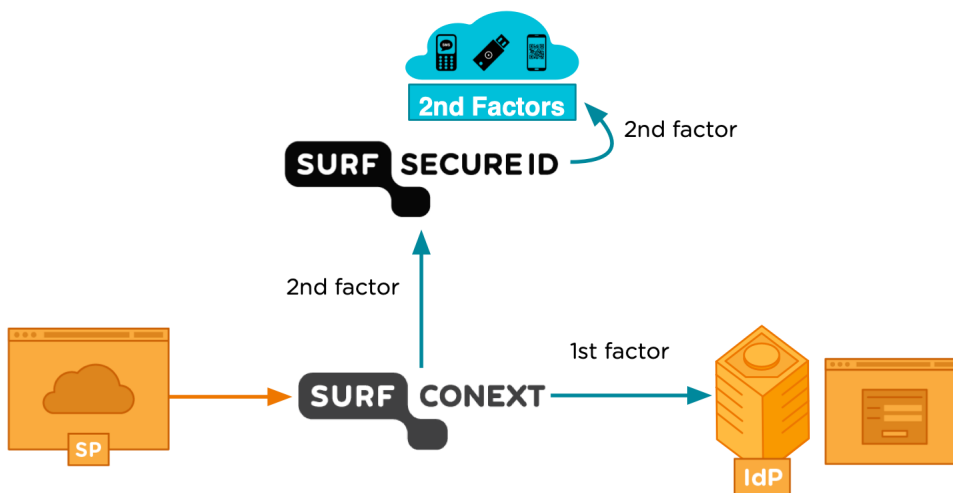 2nd Factors
2nd factor
SURF SECURE ID
2nd factor
1st factor
SURF CONEXT
SP
IdP